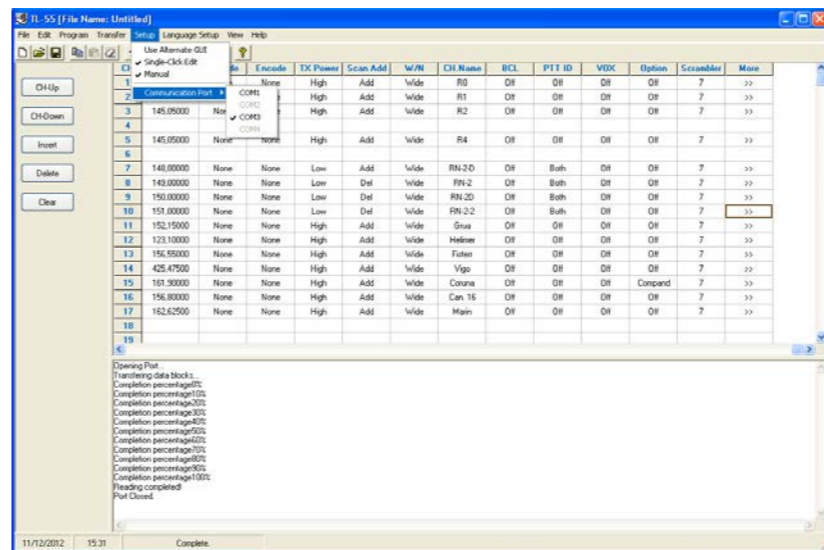 TL-55 [File Name: Untitled]
File Edit Program Transfer Setup Language Setup View Help
Use Alternate GUI
Single-Click Edit
Manual
Communication Port
COM1
COM2
COM3
COM4
CH-Up
CH-Down
Insert
Delete
Clear
Encode TX Power Scan Add W/N CH.Name BCL PTT ID VOX Option Scrambler More
1 None High Add Wide R0 Off Off Off Off 7 >>
2 High Add Wide R1 Off Off Off Off 7 >>
3 145,05000 None High Add Wide R2 Off Off Off Off 7 >>
4
5 145,05000 None None High Add Wide R4 Off Off Off Off 7 >>
6
7 148,00000 None None Low Add Wide RN-2-D Off Both Off Off 7 >>
8 149,00000 None None Low Del Wide RN-2 Off Both Off Off 7 >>
9 150,00000 None None Low Del Wide RN-2D Off Both Off Off 7 >>
10 151,00000 None None Low Del Wide RN-2-2 Off Both Off Off 7 >>
11 152,15000 None None High Add Wide Grua Off Off Off Off 7 >>
12 123,10000 None None High Add Wide Helimer Off Off Off Off 7 >>
13 156,55000 None None High Add Wide Fisterr Off Off Off Off 7 >>
14 425,47500 None None High Add Wide Vigo Off Off Off Off 7 >>
15 161,90000 None None High Add Wide Coruna Off Off Off Compand 7 >>
16 156,80000 None None High Add Wide Can. 16 Off Off Off Off 7 >>
17 162,62500 None None High Add Wide Marin Off Off Off Off 7 >>
18
19
Opening Port...
Transfering data blocks...
Completion percentage0%
Completion percentage10%
Completion percentage20%
Completion percentage30%
Completion percentage40%
Completion percentage50%
Completion percentage60%
Completion percentage70%
Completion percentage80%
Completion percentage90%
Completion percentage100%
Reading completed!
Port Closed.
11/12/2012 15:31 Complete.